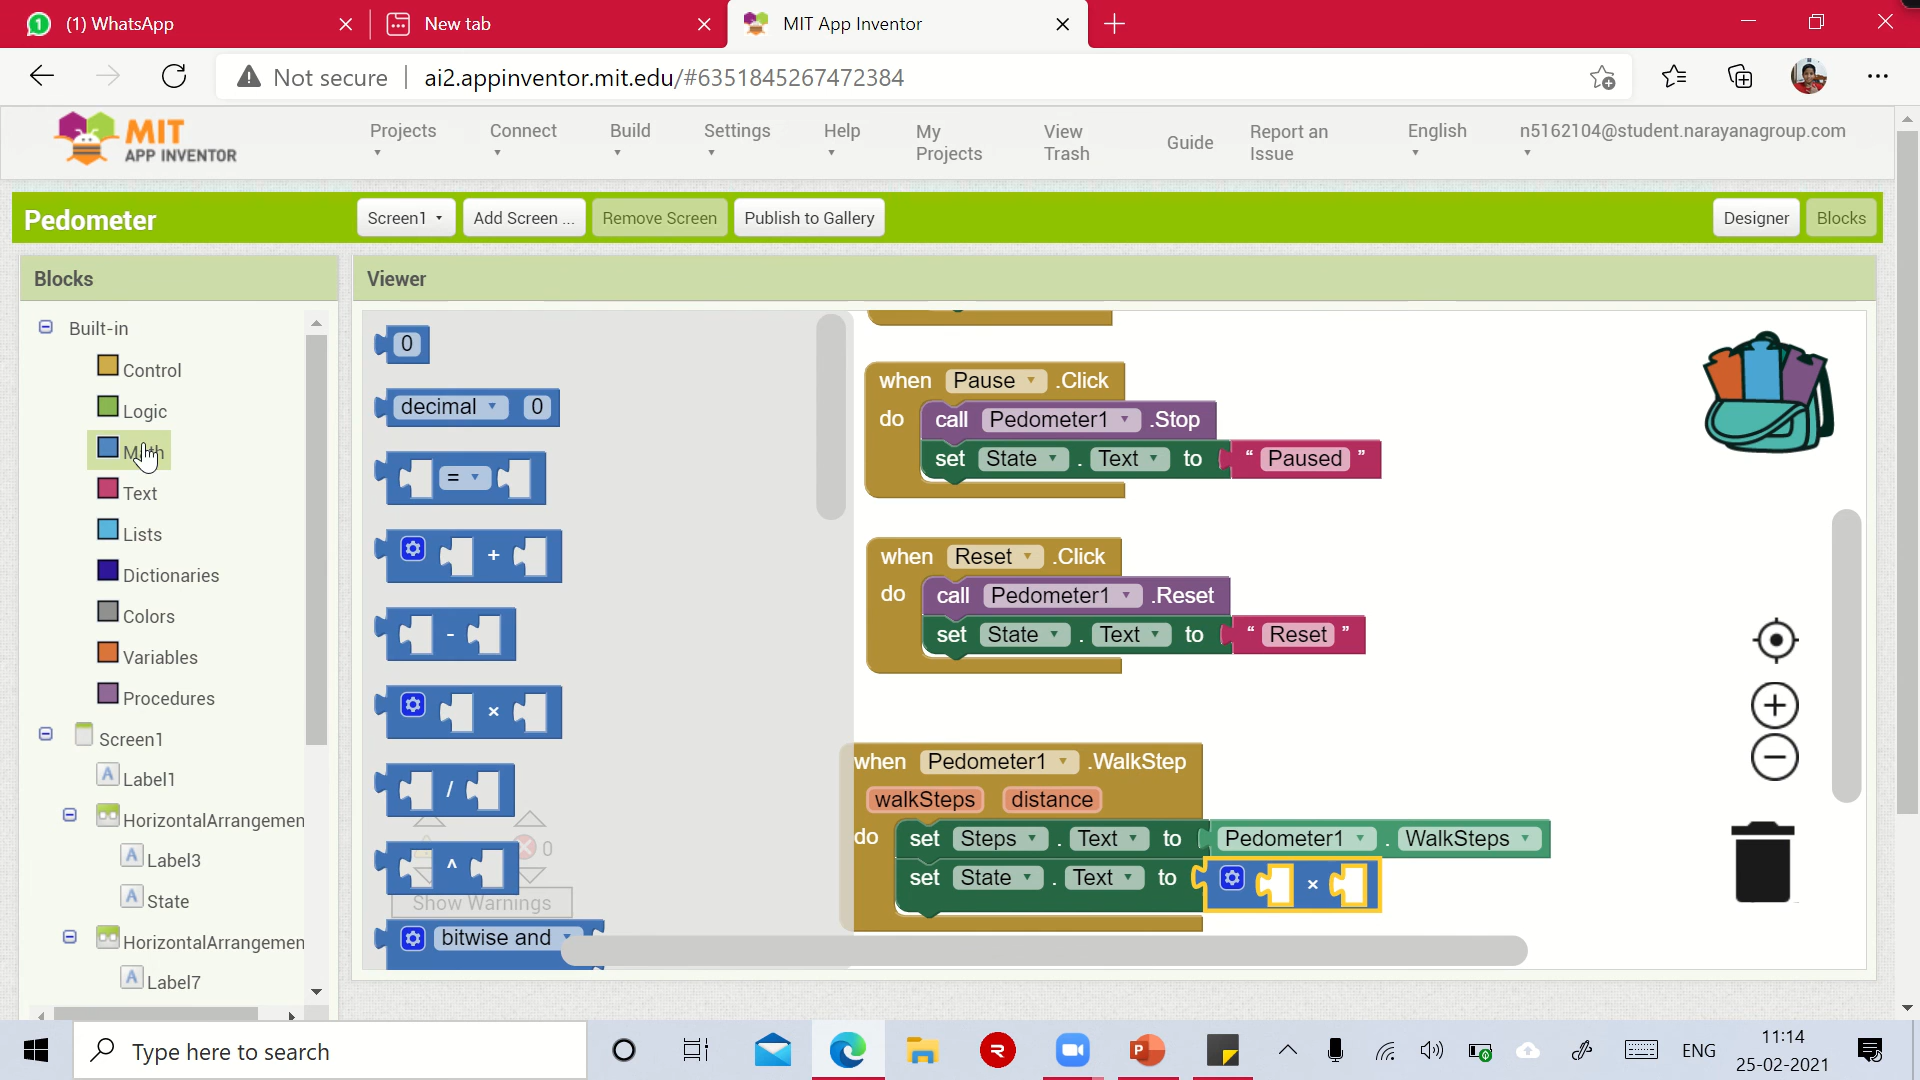 (1) WhatsApp
New tab
MIT App Inventor
Not secure
ai2.appinventor.mit.edu/#6351845267472384
MIT
APP INVENTOR
Projects
Connect
Build
Settings
Help
My Projects
View Trash
Guide
Report an Issue
English
n5162104@student.narayanagroup.com
Pedometer
Screen1
Add Screen ...
Remove Screen
Publish to Gallery
Designer
Blocks
Blocks
Viewer
Built-in
Control
Logic
Math
Text
Lists
Dictionaries
Colors
Variables
Procedures
Screen1
Label1
HorizontalArrangemen
Label3
State
HorizontalArrangemen
Label7
0
decimal 0
=
+
-
×
/
^
0
Show Warnings
bitwise and
when Pause .Click
do call Pedometer1 .Stop
set State . Text to “ Paused ”
when Reset .Click
do call Pedometer1 .Reset
set State . Text to “ Reset ”
when Pedometer1 .WalkStep
walkSteps distance
do set Steps . Text to Pedometer1 . WalkSteps
set State . Text to ×
Type here to search
ENG
11:14
25-02-2021